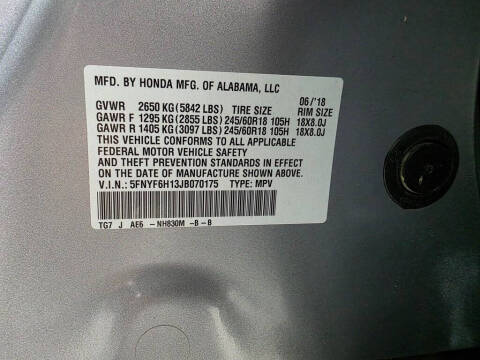 MFD. BY HONDA MFG. OF ALABAMA, LLC
06/'18
GVWR 2650 KG(5842 LBS) TIRE SIZE RIM SIZE
GAWR F 1295 KG(2855 LBS) 245/60R18 105H 18X8.0J
GAWR R 1405 KG(3097 LBS) 245/60R18 105H 18X8.0J
THIS VEHICLE CONFORMS TO ALL APPLICABLE
FEDERAL MOTOR VEHICLE SAFETY
AND THEFT PREVENTION STANDARDS IN EFFECT
ON THE DATE OF MANUFACTURE SHOWN ABOVE.
V.I.N.: 5FNYF6H13JB070175 TYPE: MPV
TG7 J AE6 -NH830M -B-B